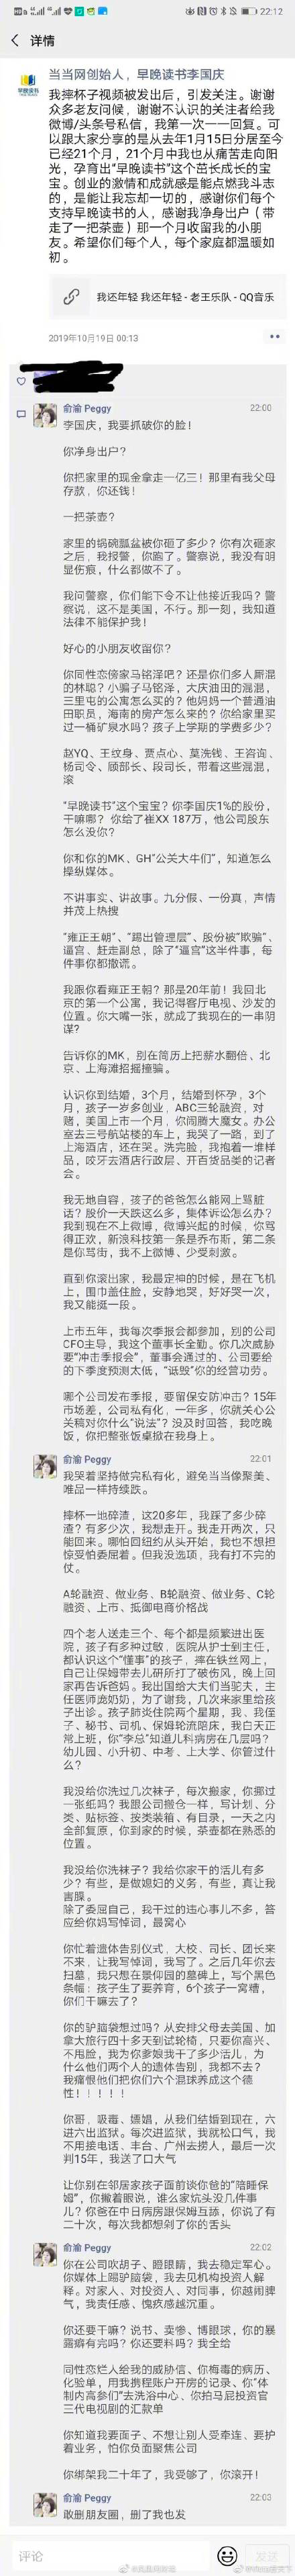 22:12
详情
当当网创始人，早晚读书李国庆
我摔杯子视频被发出后，引发关注。谢谢
众多老友问候，谢谢不认识的关注者给我
微博/头条号私信，我第一次一一回复。可
以跟大家分享的是从去年1月15日分居至今
已经21个月，21个月中我也从痛苦走向阳
光，孕育出“早晚读书”这个茁长成长的宝
宝。创业的激情和成就感是能点燃我斗志
的，是能让我忘却一切的，感谢你们每个
支持早晚读书的人，感谢我净身出户（带
走了一把茶壶）那一个月收留我的小朋
友。希望你们每个人，每个家庭都温暖如
初。
我还年轻 我还年轻 - 老王乐队 - QQ音乐
2019年10月19日 00:13
俞渝 Peggy
22:00
李国庆，我要抓破你的脸！
你净身出户？
你把家里的现金拿走一亿三！那里有我父母
存款，你还钱！
一把茶壶？
家里的锅碗瓢盆被你砸了多少？你有次砸家
之后，我报警，你跑了。警察说，我没有明
显伤痕，什么都做不了。
我问警察，你们能下令不让他接近我吗？警
察说，这不是美国，不行。那一刻，我知道
法律不能保护我！
好心的小朋友收留你？
你同性恋傍家马铭泽吧？还是你们多人厮混
的林聪？小骗子马铭泽，大庆油田的混混，
三里屯的公寓怎么买的？他妈妈一个普通油
田职员，海南的房产怎么来的？你给家里买
过一桶矿泉水吗？孩子上学的学费多少？
赵YQ、王纹身、贾点心、莫洗钱、王咨询、
杨司令、顾部长、段司长，带着这些混混，
滚
“早晚读书”这个宝宝？你李国庆1%的股份，
干嘛哪？ 你给了崔XX 187万，他公司股东
怎么没你？
你和你的MK、GH“公关大牛们”，知道怎么
操纵媒体。
不讲事实、讲故事。九分假、一份真，声情
并茂上热搜
“雍正王朝”、“踢出管理层”、股份被“欺骗”、
逼宫、赶走副总，除了“逼宫”这半件事，每
件事你都撒谎。
我跟你看雍正王朝？那是20年前！我回北
京的第一个公寓，我记得客厅电视、沙发的
位置。你大嘴一张，就成了我现在的一串阴
谋？
告诉你的MK，别在简历上把薪水翻倍、北
京、上海滩招摇撞骗。
认识你到结婚，3个月，结婚到怀孕，3个
月，孩子一岁多创业，ABC三轮融资，对
赌，美国上市一个月，你闹腾大魔女。办公
室去三号航站楼的车上，我哭了一路，到了
上海酒店，还在哭。洗完脸，我抱着一堆样
品，咬牙去酒店行政层、开百货品类的记者
会。
我无地自容，孩子的爸爸怎么能网上骂脏
话？股价一天跌这么多，集体诉讼怎么办？
我到现在不上微博，微博兴起的时候，你骂
得正欢，新浪科技第一条是乔布斯，第二条
是你骂街，我不上微博、少受刺激。
直到你滚出家，我最定神的时候，是在飞机
上，围巾盖住脸，安静地哭，好好哭一次，
我又能挺一段。
上市五年，我每次季报会都参加，别的公司
CFO主导，我这个董事长全勤。你几次威胁
要“冲击季报会”，董事会通过的、公司要给
的下季度预测太低，“诋毁”你的经营功劳。
哪个公司发布季报，要留保安防冲击？15年
市场差，公司私有化，一年多，你就关心公
关稿对你什么“说法”？没及时回答，我吃晚
饭，你把整张饭桌掀在我身上。
俞渝 Peggy
22:01
我哭着坚持做完私有化，避免当当像聚美、
唯品一样持续跌。
摔杯一地碎渣，这20多年，我踩了多少碎
渣？有多少次，我想走开。我走开两次，只
能回来。哪怕回纽约从头开始，我也不想担
惊受怕委屈着。但我没选项，我有打不完的
仗。
A轮融资、做业务、B轮融资、做业务、C轮
融资、上市、抵御电商价格战
四个老人送走三个、每个都是频繁进出医
院，孩子有多种过敏，医院从护士到主任，
都认识这个“懂事”的孩子，摔在铁丝网上，
自己让保姆带去儿研所打了破伤风，晚上回
家再告诉爸妈。我出国给大夫们当驼夫，主
任医师庞奶奶，为了谢我，几次来家里给孩
子出诊。孩子肺炎住院两个星期，我、我侄
子、秘书、司机、保姆轮流陪床，我白天正
常上班，你“李总”知道儿科病房在几层吗？
幼儿园、小升初、中考、上大学、你管过什
么？
我没给你洗过几次袜子，每次搬家，你挪过
一张纸吗？我跟公司搬仓一样，写计划、分
类、贴标签、按类装箱、有目录，一天之内
全部复原，你到家的时候，茶壶都在熟悉的
位置。
我没给你洗袜子？我给你家干的活儿有多
少？有些，是做媳妇的义务，有些，真让我
害臊。
除了委屈自己，我干过的违心事儿不多，答
应给你妈写悼词，最窝心
你忙着遗体告别仪式，大校、司长、团长来
不来，让我写悼词，我写了。之后几年你去
扫墓，我只想在景仰园的墓碑上，写个黑色
条幅：孩子生了要养育，6个孩子一窝糟，
你们干嘛去了？
你的驴脑袋想过吗？从安排父母去美国、加
拿大旅行四十多天到试轮椅，只要你高兴、
不甩脸，我为你爹娘我干了多少活儿，为
什么他们两个人的遗体告别，我都不去？
我痛恨他们把你们六个混球养成这个德
性！！！！！
你哥，吸毒、嫖娼，从我们结婚到现在，六
进六出监狱。每次进监狱，我就松口气，我
不用接电话、丰台、广州去捞人，最后一次
判15年，我送了口大气
让你别在邻居家孩子面前谈你爸的“陪睡保
姆”，你撇着眼说，谁么家炕头没几件事
儿？你爸在中日病房跟保姆互舔，你说了有
二十次，每次我都想剁了你的舌头
俞渝 Peggy
22:02
你在公司吹胡子、瞪眼睛，我去稳定军心。
你媒体上踢驴脑袋，我去见机构投资人解
释。对家人、对投资人、对同事，你越闹脾
气，我责任感、愧疚感越沉重。
你还要干嘛？说书、卖惨、博眼球，你的暴
露癖有完吗？你还要料吗？我全给
同性恋烂人给我的威胁信、你梅毒的病历、
化验单，用我携程账户开房的记录、你“体
制内高参们”去洗浴中心、你拍马屁投资官
三代电视剧的汇款单
你知道我要面子、不想让别人受牵连、要护
着业务，怕你负面聚焦公司
你绑架我二十年了，我受够了，你滚开！
俞渝 Peggy
22:03
敢删朋友圈，删了我也发
评论
发送